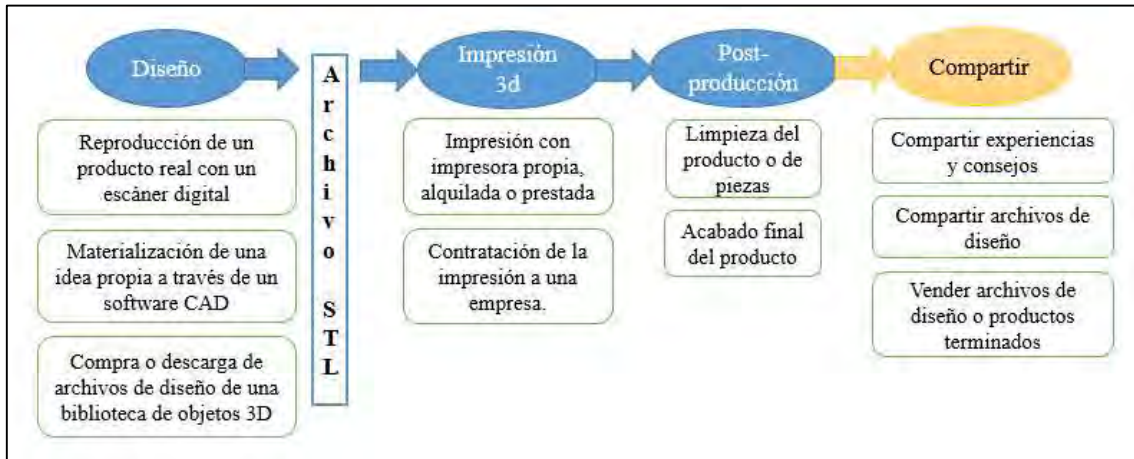 Diseño
Archivo STL
Impresión
3d
Post-
producción
Compartir
Reproducción de un
producto real con un
escáner digital
Materialización de una
idea propia a través de un
software CAD
Compra o descarga de
archivos de diseño de una
biblioteca de objetos 3D
Impresión con
impresora propia,
alquilada o prestada
Contratación de la
impresión a una
empresa.
Limpieza del
producto o de
piezas
Acabado final
del producto
Compartir experiencias
y consejos
Compartir archivos de
diseño
Vender archivos de
diseño o productos
terminados